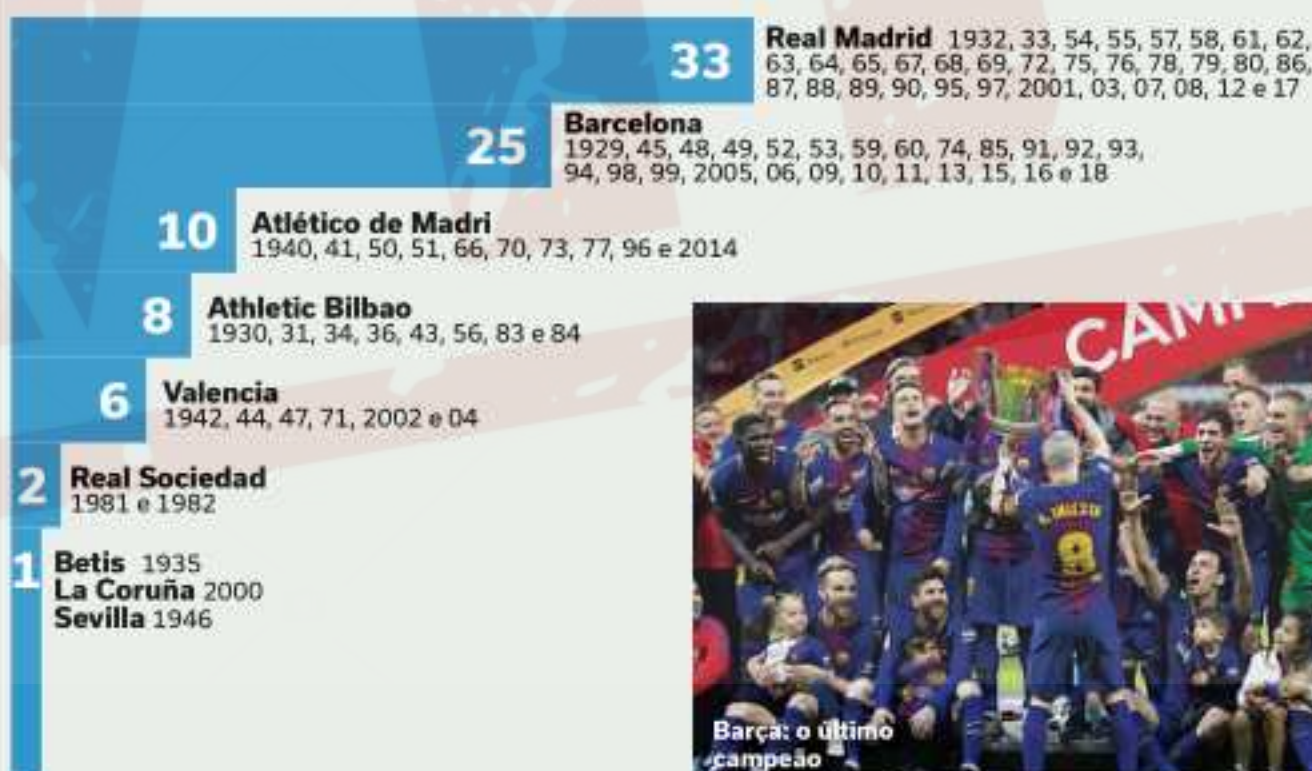 33
Real Madrid 1932, 33, 54, 55, 57, 58, 61, 62,
63, 64, 65, 67, 68, 69, 72, 75, 76, 78, 79, 80, 86,
87, 88, 89, 90, 95, 97, 2001, 03, 07, 08, 12 e 17
25
Barcelona
1929, 45, 48, 49, 52, 53, 59, 60, 74, 85, 91, 92, 93,
94, 98, 99, 2005, 06, 09, 10, 11, 13, 15, 16 e 18
10
Atlético de Madri
1940, 41, 50, 51, 66, 70, 73, 77, 96 e 2014
8
Athletic Bilbao
1930, 31, 34, 36, 43, 56, 83 e 84
6
Valencia
1942, 44, 47, 71, 2002 e 04
2
Real Sociedad
1981 e 1982
1
Betis 1935
La Coruña 2000
Sevilla 1946
CAMP
A. INIESTA
8
Barça: o último
campeão